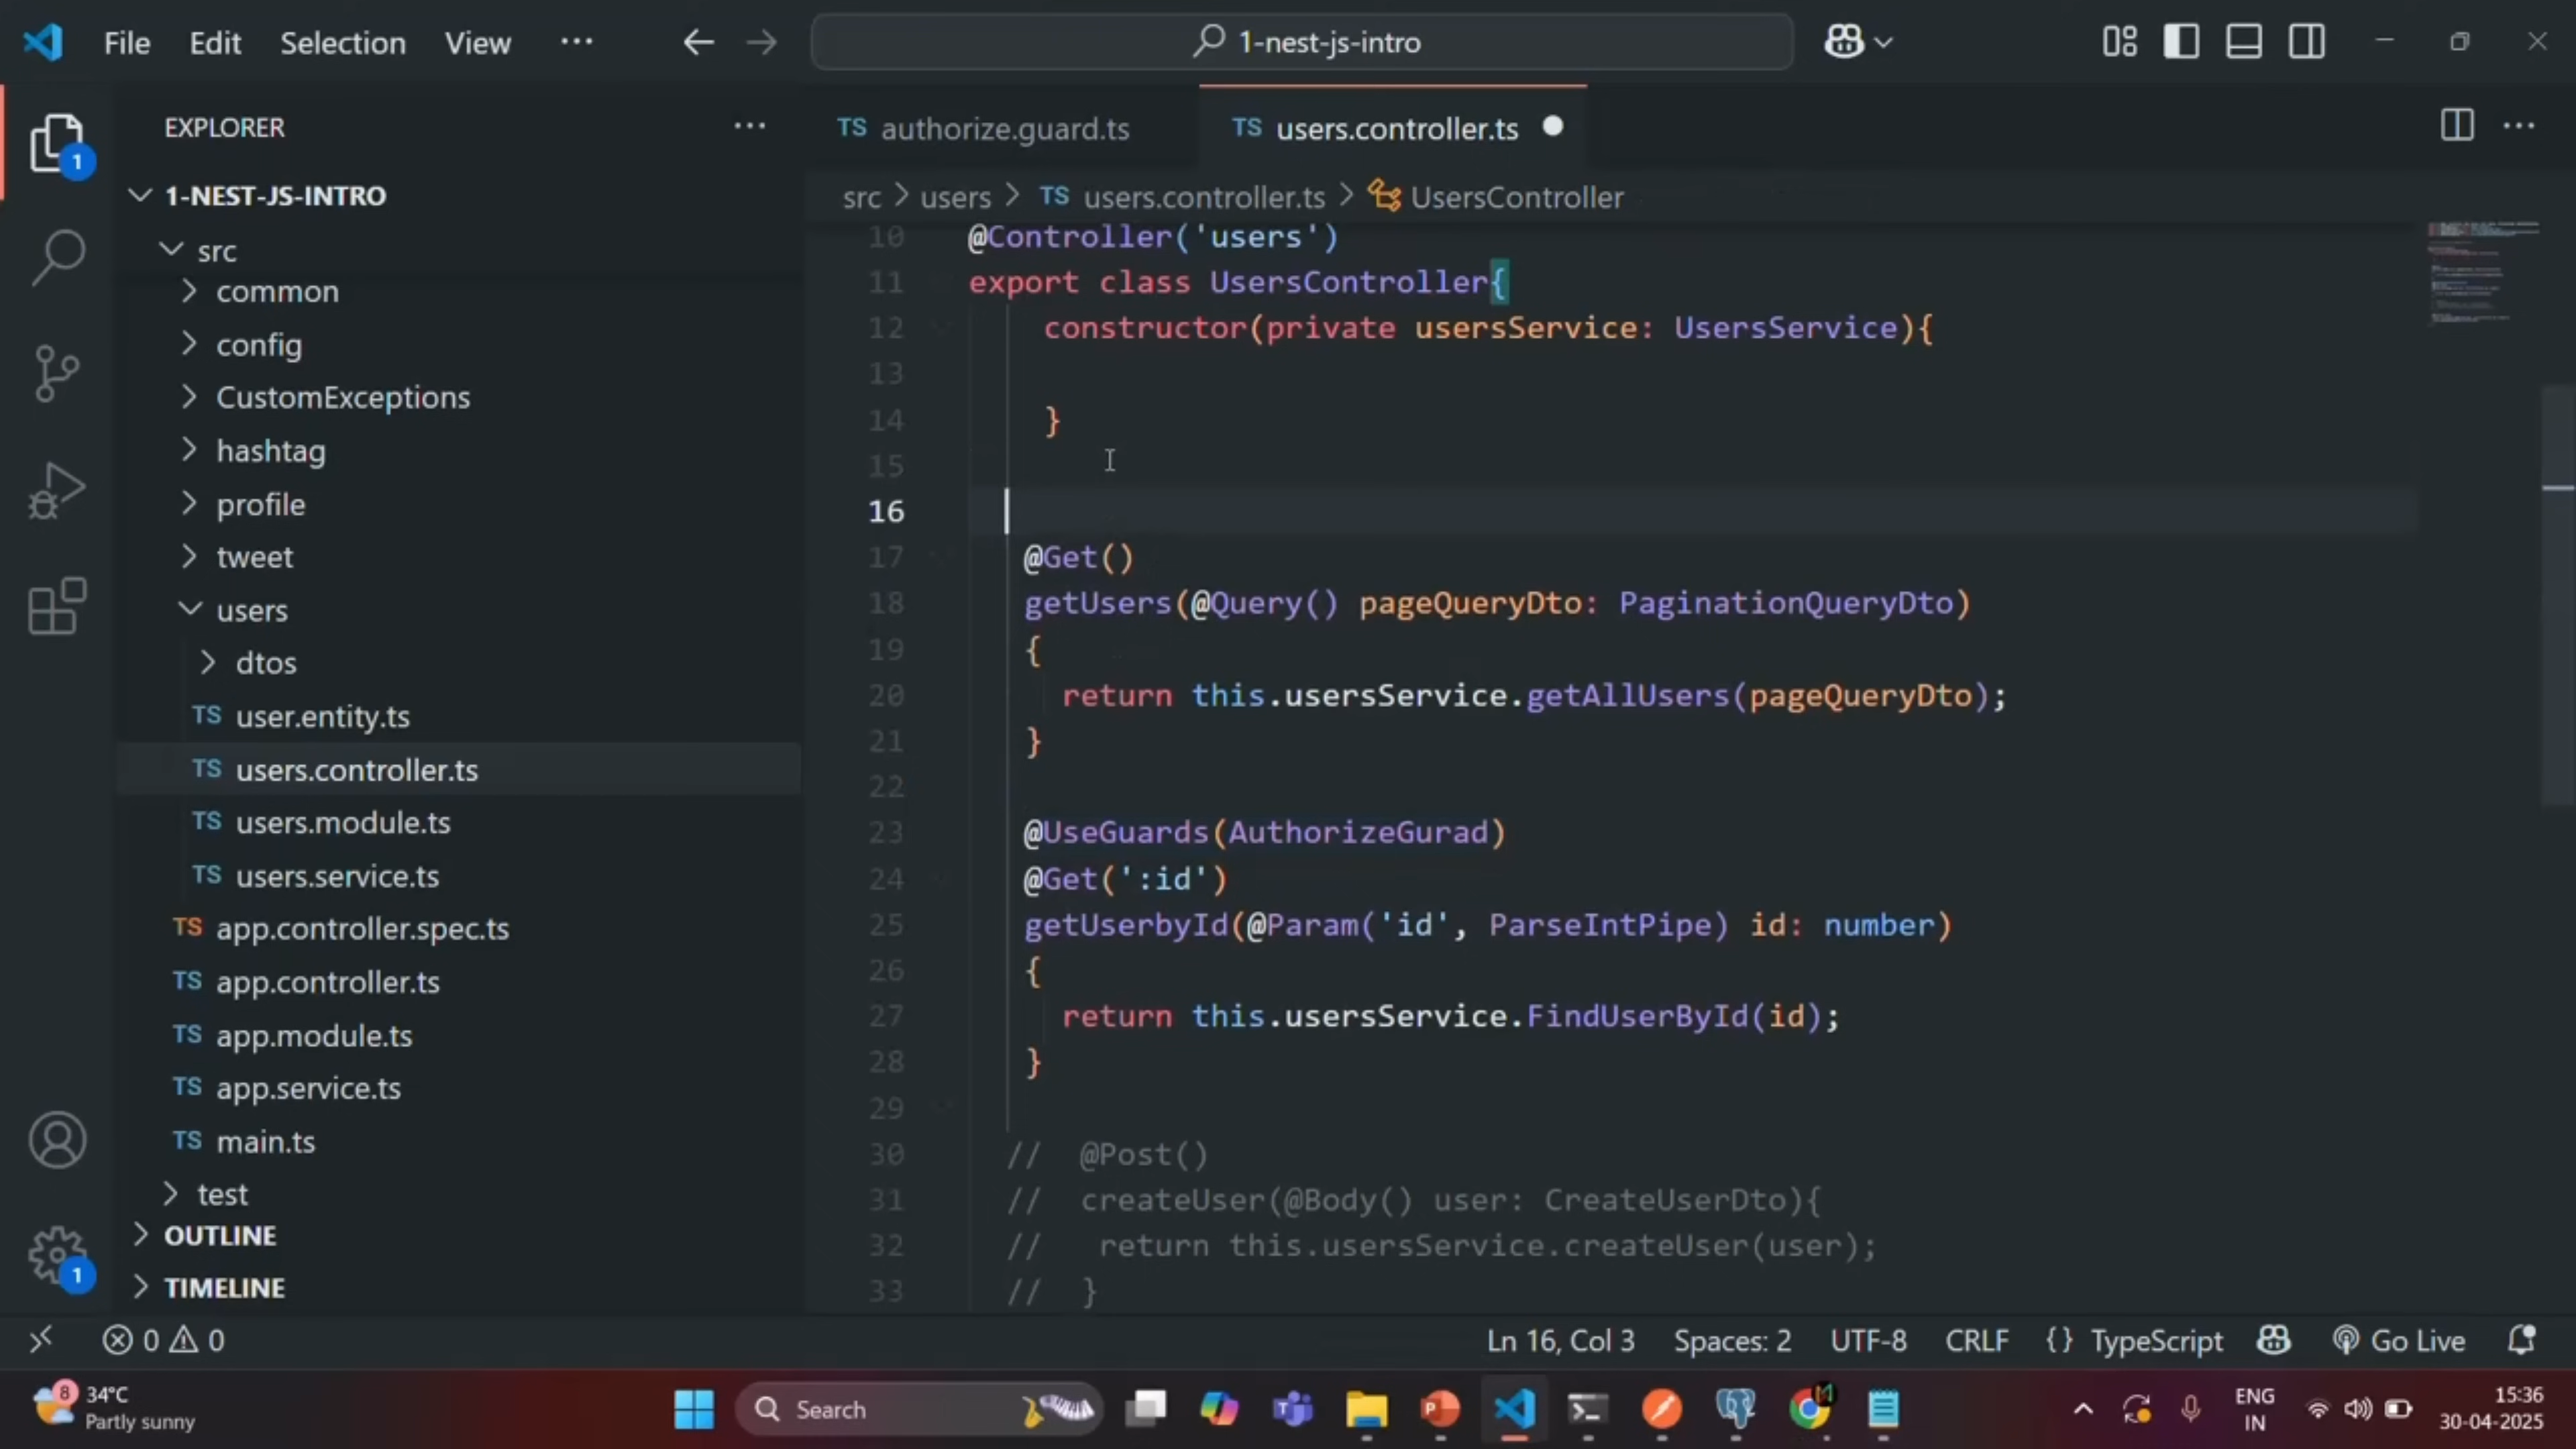 File Edit Selection View ··· 1-nest-js-intro
EXPLORER ···
1
1-NEST-JS-INTRO
src
common
config
CustomExceptions
hashtag
profile
tweet
users
dtos
TS user.entity.ts
TS users.controller.ts
TS users.module.ts
TS users.service.ts
TS app.controller.spec.ts
TS app.controller.ts
TS app.module.ts
TS app.service.ts
TS main.ts
test
OUTLINE
TIMELINE
1
TS authorize.guard.ts TS users.controller.ts
src > users > TS users.controller.ts > UsersController
10 @Controller('users')
11 export class UsersController{
12 constructor(private usersService: UsersService){
13
14 }
15
16
17 @Get()
18 getUsers(@Query() pageQueryDto: PaginationQueryDto)
19 {
20 return this.usersService.getAllUsers(pageQueryDto);
21 }
22
23 @UseGuards(AuthorizeGurad)
24 @Get(':id')
25 getUserbyId(@Param('id', ParseIntPipe) id: number)
26 {
27 return this.usersService.FindUserById(id);
28 }
29
30 // @Post()
31 // createUser(@Body() user: CreateUserDto){
32 // return this.usersService.createUser(user);
33 // }
0 0 Ln 16, Col 3 Spaces: 2 UTF-8 CRLF {} TypeScript Go Live
8 34°C
Partly sunny
Search
ENG
IN
15:36
30-04-2025